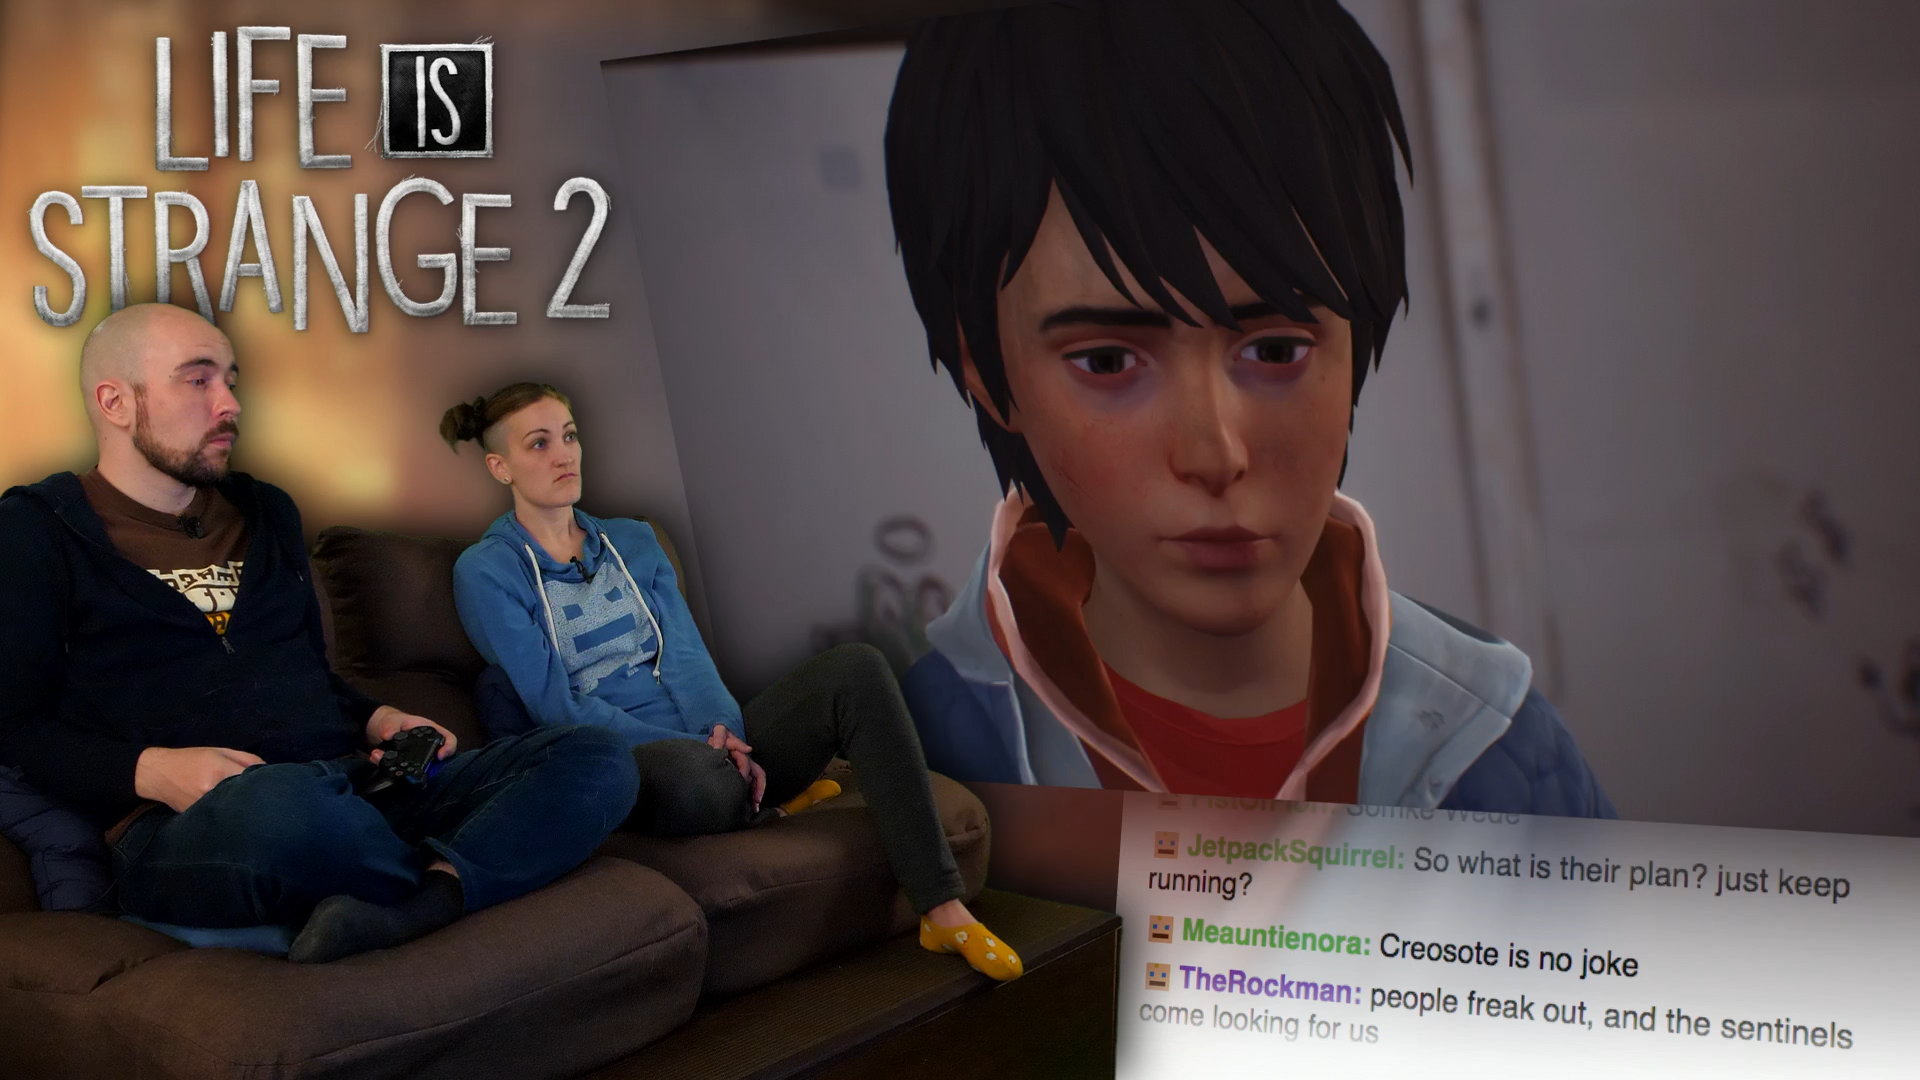 LIFE IS
STRANGE 2
JetpackSquirrel: So what is their plan? just keep
running?
Meauntienora: Creosote is no joke
TheRockman: people freak out, and the sentinels
come looking for us